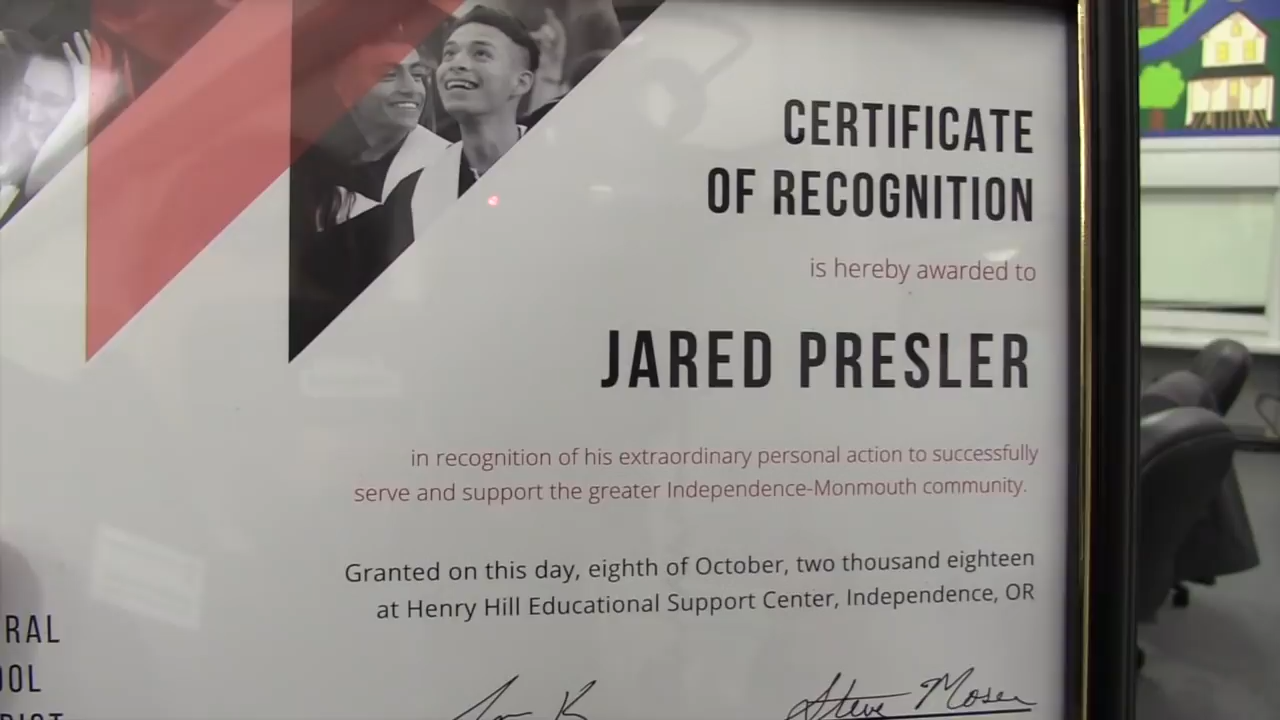 CERTIFICATE
OF RECOGNITION
is hereby awarded to
JARED PRESLER
in recognition of his extraordinary personal action to successfully
serve and support the greater Independence-Monmouth community.
Granted on this day, eighth of October, two thousand eighteen
at Henry Hill Educational Support Center, Independence, OR
RAL
OOL
Steve Moser